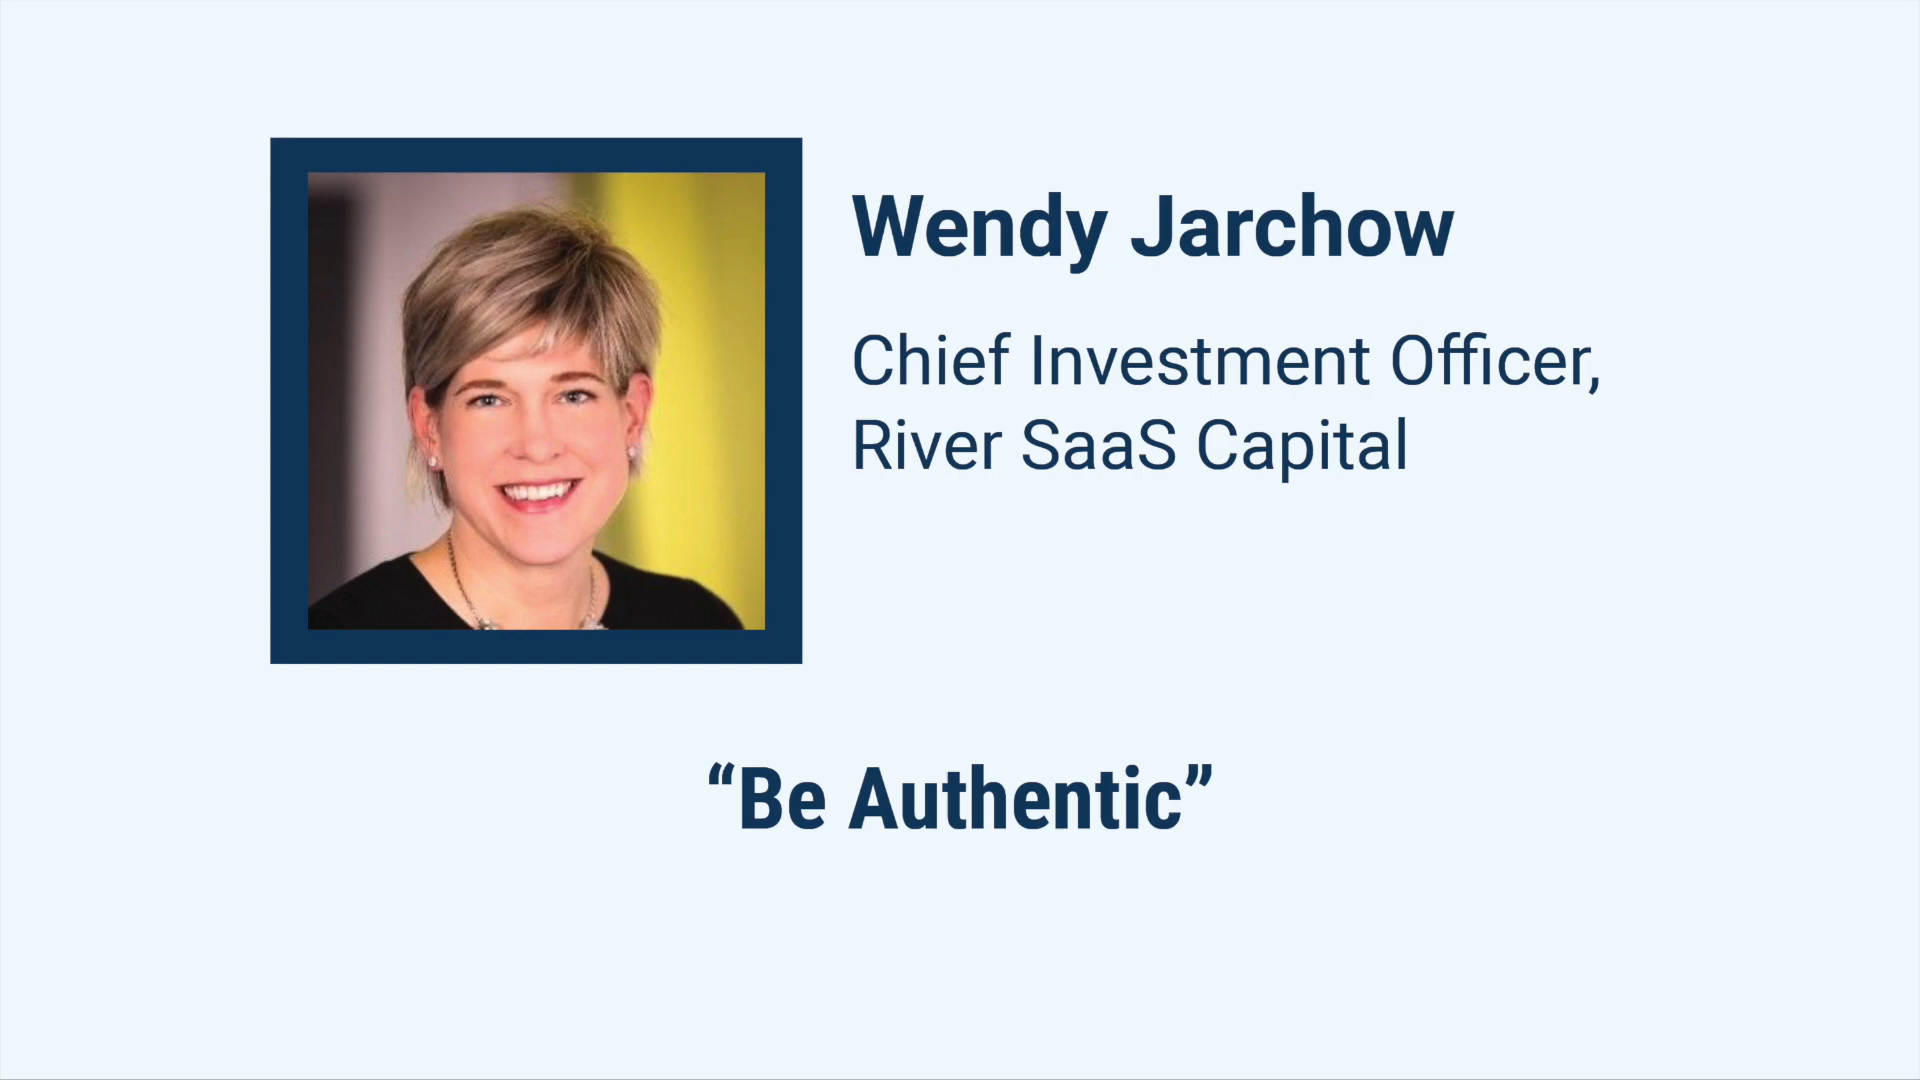 Wendy Jarchow
Chief Investment Officer,
River SaaS Capital
“Be Authentic”